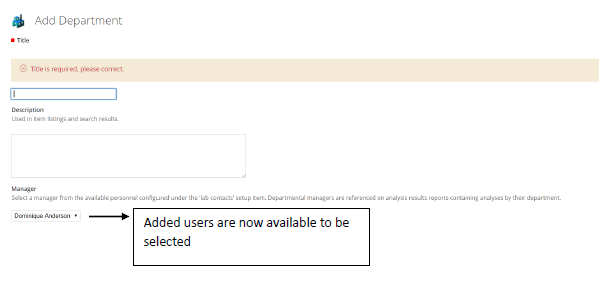 Add Department
Title
Title is required, please correct.
Description
Used in item listings and search results.
Manager
Select a manager from the available personnel configured under the 'lab contacts' setup item. Departmental managers are referenced on analysis results reports containing analyses by their department.
Dominique Anderson
Added users are now available to be
selected